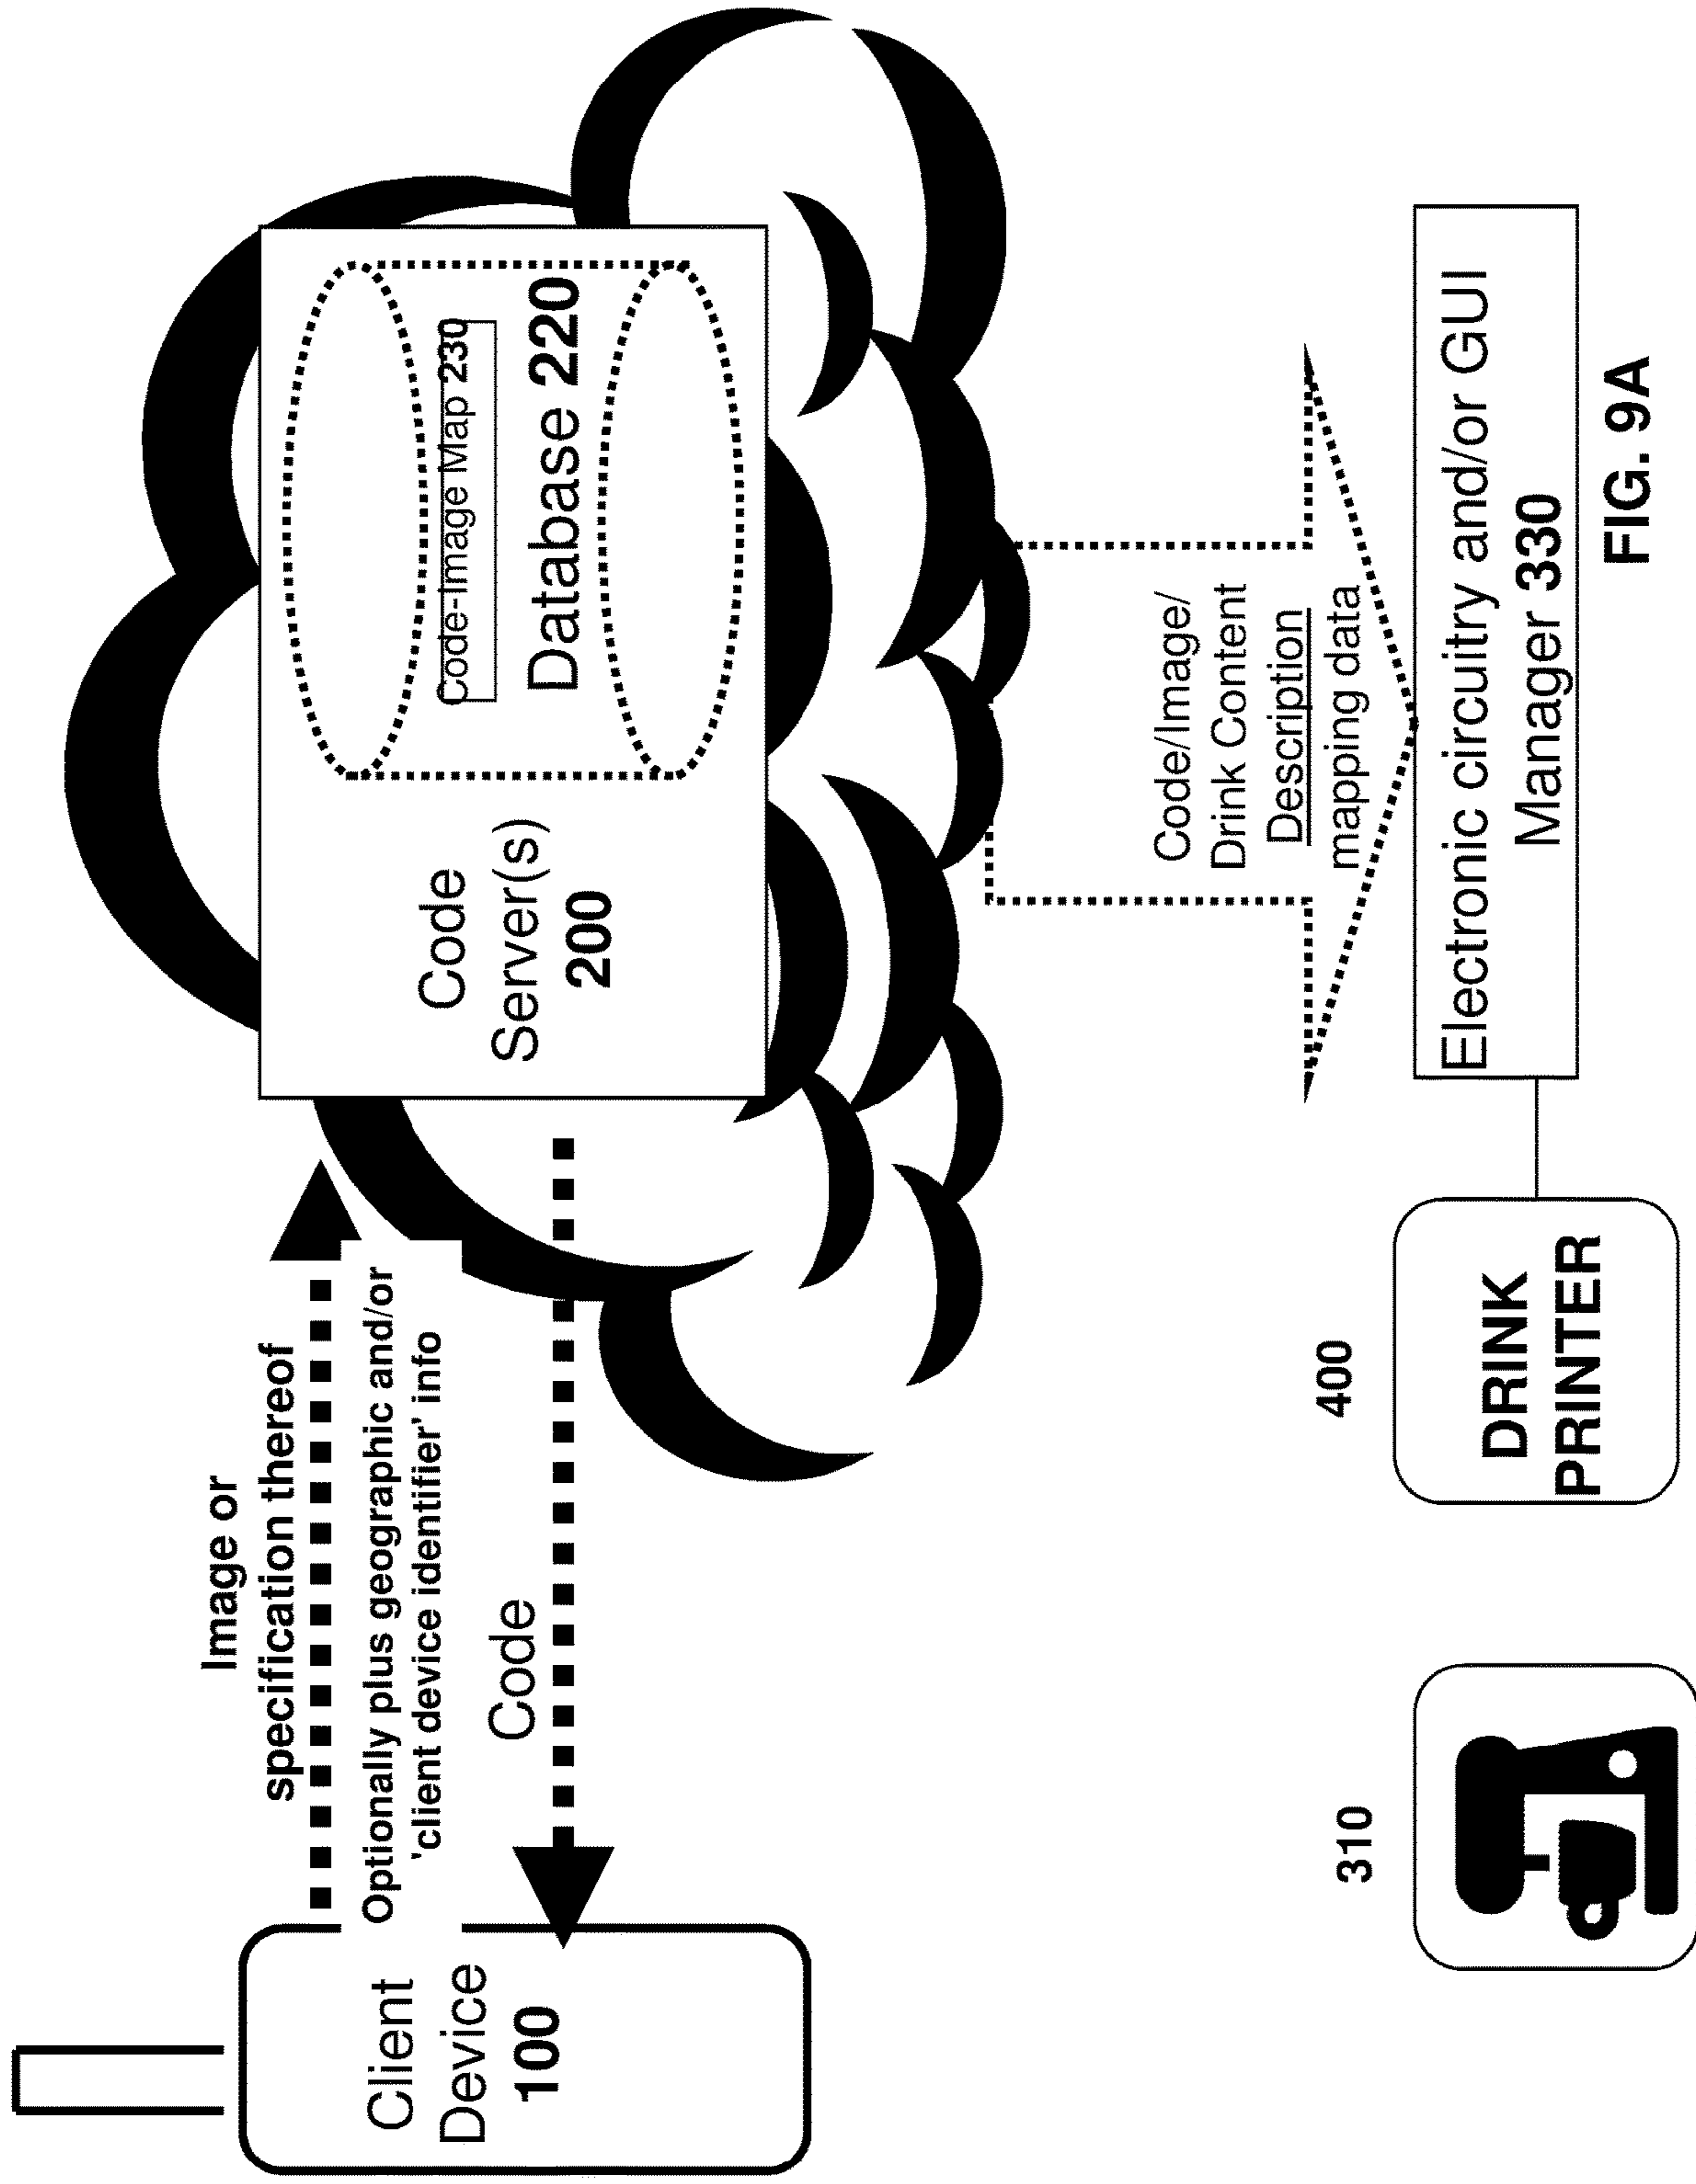 Image or
specification thereof
Optionally plus geographic and/or
'client device identifier' info
Code
Client
Device
100
Code
Server(s)
200
Code-Image Map 230
Database 220
Code/Image/
Drink Content
Description
mapping data
310
400
DRINK
PRINTER
Electronic circuitry and/or GUI
Manager 330
FIG. 9A